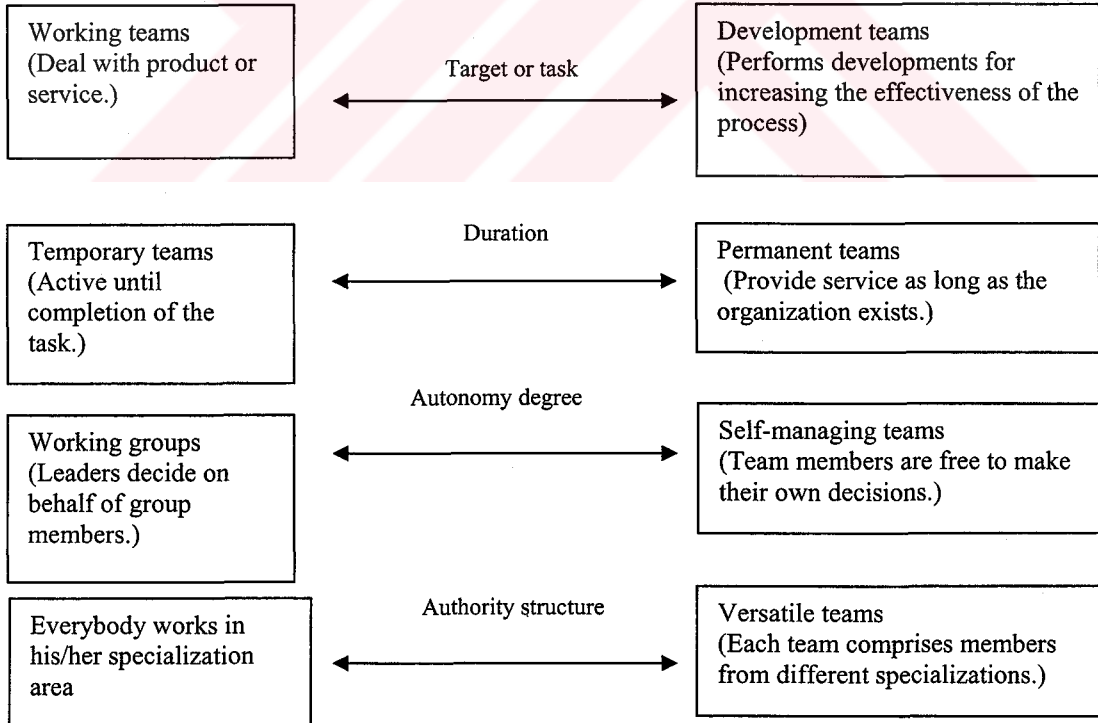 Working teams
(Deal with product or
service.)
Target or task
Development teams
(Performs developments for
increasing the effectiveness of the
process)
Temporary teams
(Active until
completion of the
task.)
Duration
Permanent teams
(Provide service as long as the
organization exists.)
Working groups
(Leaders decide on
behalf of group
members.)
Autonomy degree
Self-managing teams
(Team members are free to make
their own decisions.)
Everybody works in
his/her specialization
area
Authority structure
Versatile teams
(Each team comprises members
from different specializations.)